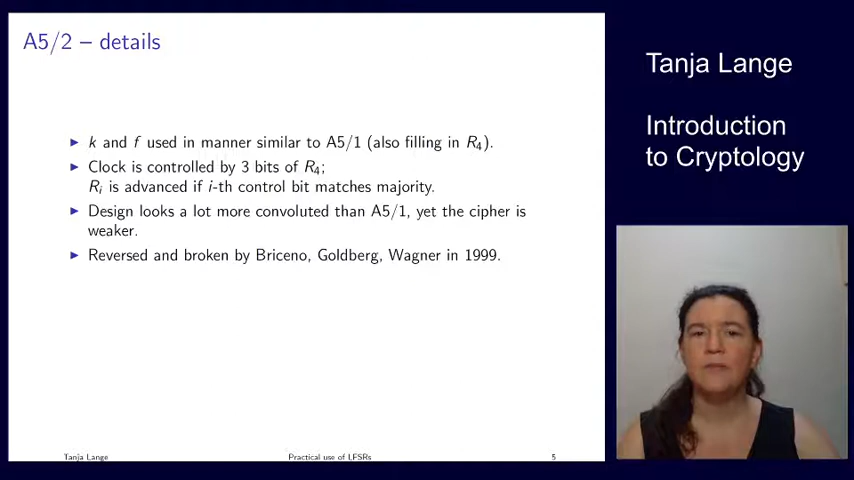 A5/2 – details
▶ k and f used in manner similar to A5/1 (also filling in R₄).
▶ Clock is controlled by 3 bits of R₄;
Rᵢ is advanced if i-th control bit matches majority.
▶ Design looks a lot more convoluted than A5/1, yet the cipher is
weaker.
▶ Reversed and broken by Briceno, Goldberg, Wagner in 1999.
Tanja Lange
Practical use of LFSRs
5
Tanja Lange
Introduction
to Cryptology